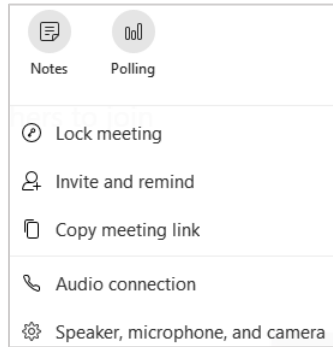 Notes Polling
Lock meeting
Invite and remind
Copy meeting link
Audio connection
Speaker, microphone, and camera